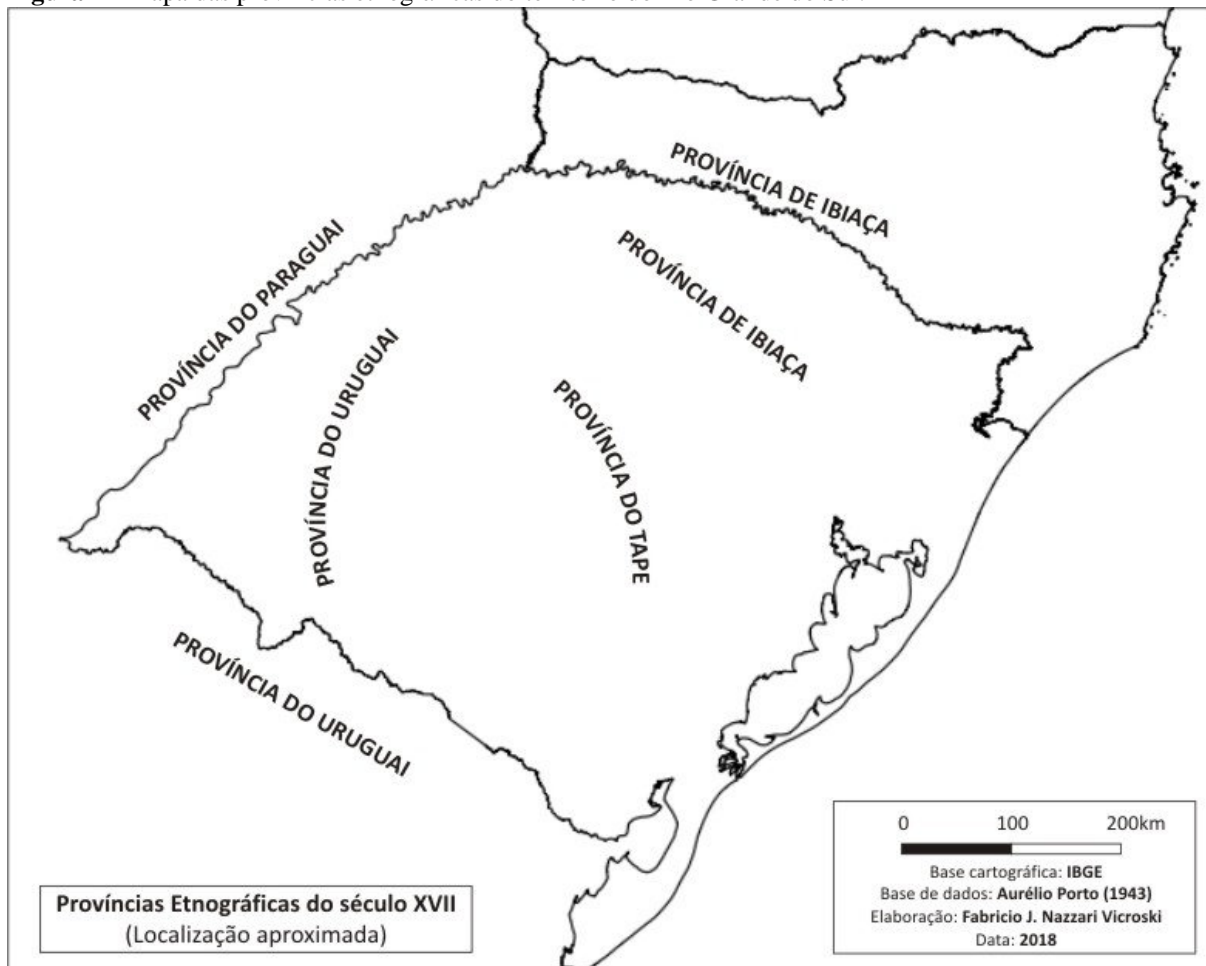 PROVÍNCIA DE IBIAÇA
PROVÍNCIA DE IBIAÇA
PROVÍNCIA DO PARAGUAI
PROVÍNCIA DO URUGUAI
PROVÍNCIA DO TAPE
PROVÍNCIA DO URUGUAI
0 100 200km
Base cartográfica: IBGE
Base de dados: Aurélio Porto (1943)
Elaboração: Fabricio J. Nazzari Vicroski
Data: 2018
Províncias Etnográficas do século XVII
(Localização aproximada)